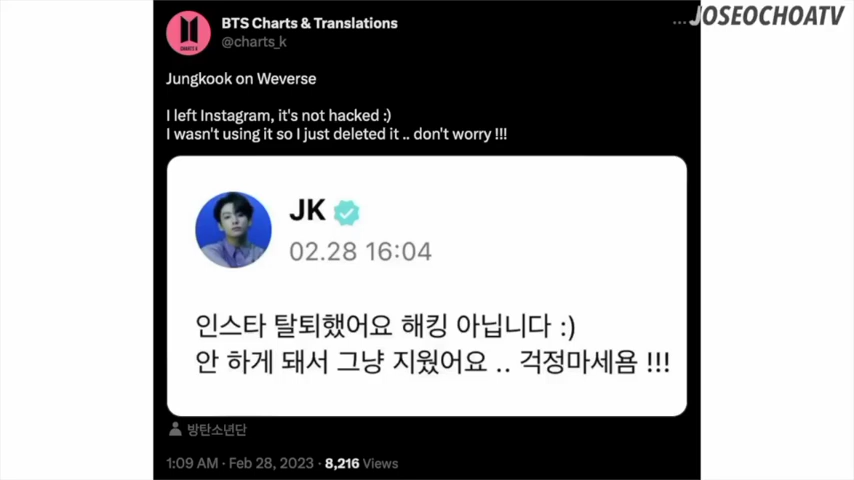 JOSEOCHOATV
BTS Charts & Translations
@charts_k
CHARTS K
Jungkook on Weverse
I left Instagram, it's not hacked :)
I wasn't using it so I just deleted it .. don't worry !!!
JK
02.28 16:04
인스타 탈퇴했어요 해킹 아닙니다 :)
안 하게 돼서 그냥 지웠어요 .. 걱정마세욤 !!!
방탄소년단
1:09 AM · Feb 28, 2023 · 8,216 Views